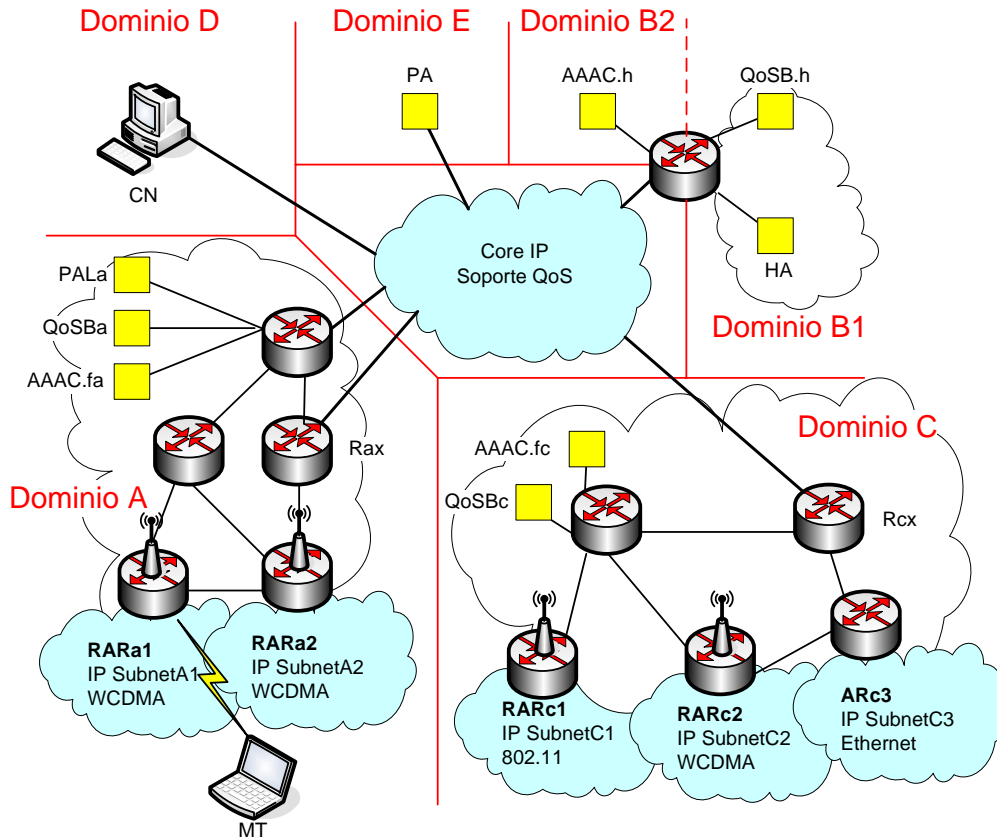 Dominio D
Dominio E
Dominio B2
PA
AAAC.h
QoSB.h
CN
Core IP
Soporte QoS
HA
Dominio B1
PALa
QoSBa
AAAC.fa
Rax
Dominio A
Dominio C
AAAC.fc
QoSBc
Rcx
RARa1
IP SubnetA1
WCDMA
RARa2
IP SubnetA2
WCDMA
RARc1
IP SubnetC1
802.11
RARc2
IP SubnetC2
WCDMA
ARc3
IP SubnetC3
Ethernet
MT